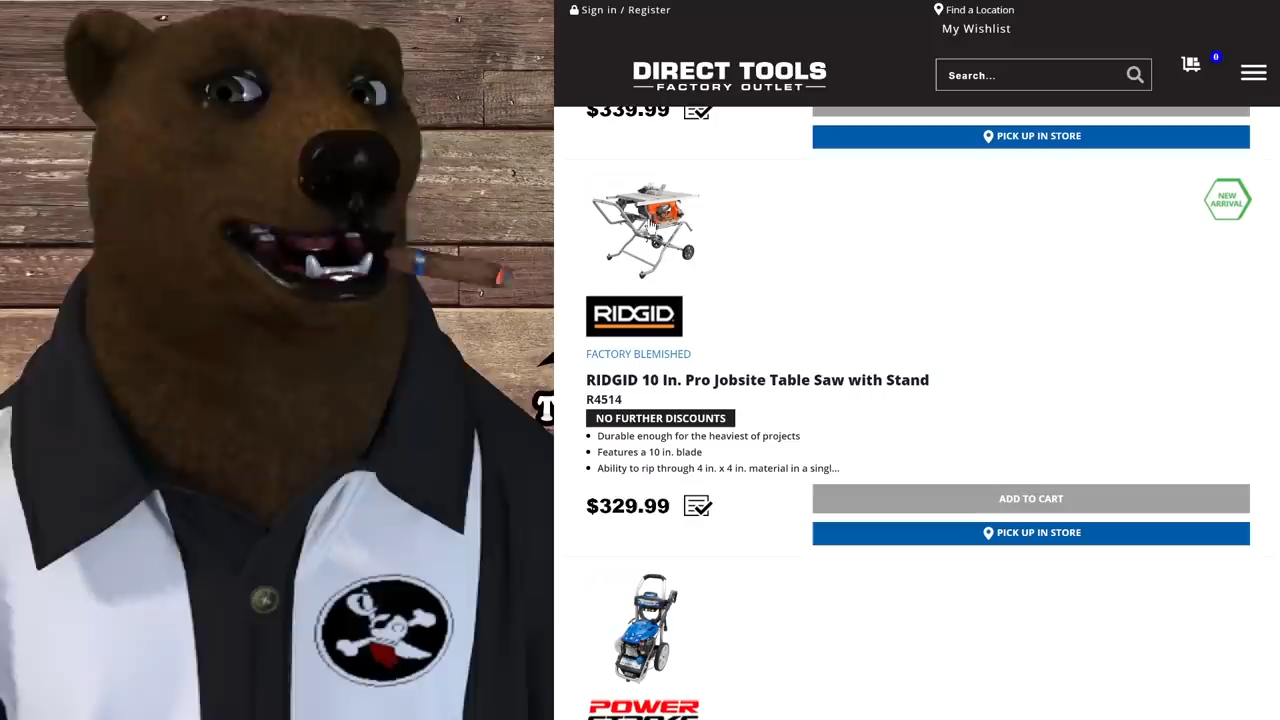 Sign in / Register
Find a Location
My Wishlist
DIRECT TOOLS
FACTORY OUTLET
Search...
0
$339.99
PICK UP IN STORE
NEW
ARRIVAL
RIDGID
FACTORY BLEMISHED
RIDGID 10 In. Pro Jobsite Table Saw with Stand
R4514
NO FURTHER DISCOUNTS
Durable enough for the heaviest of projects
Features a 10 in. blade
Ability to rip through 4 in. x 4 in. material in a singl...
$329.99
ADD TO CART
PICK UP IN STORE
POWER